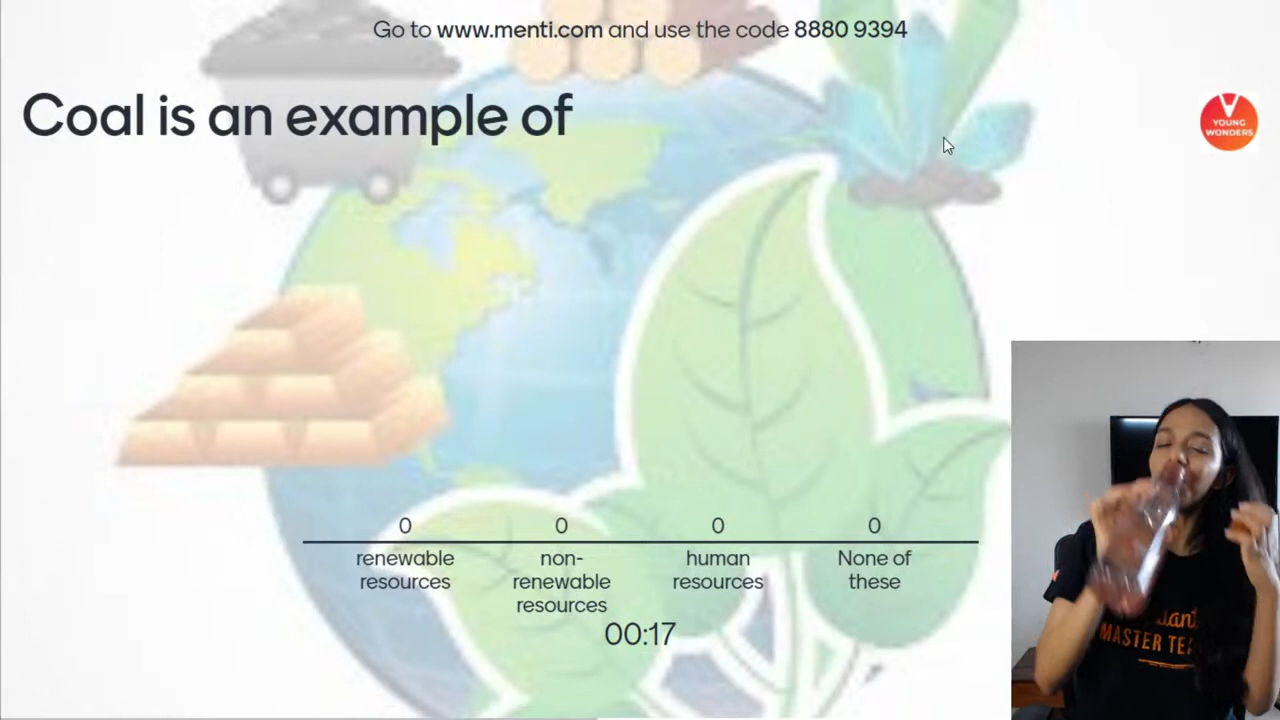 Go to www.menti.com and use the code 8880 9394
Coal is an example of
YOUNG
WONDERS
0
0
0
0
renewable
resources
non-
renewable
resources
human
resources
None of
these
00:17
MASTER